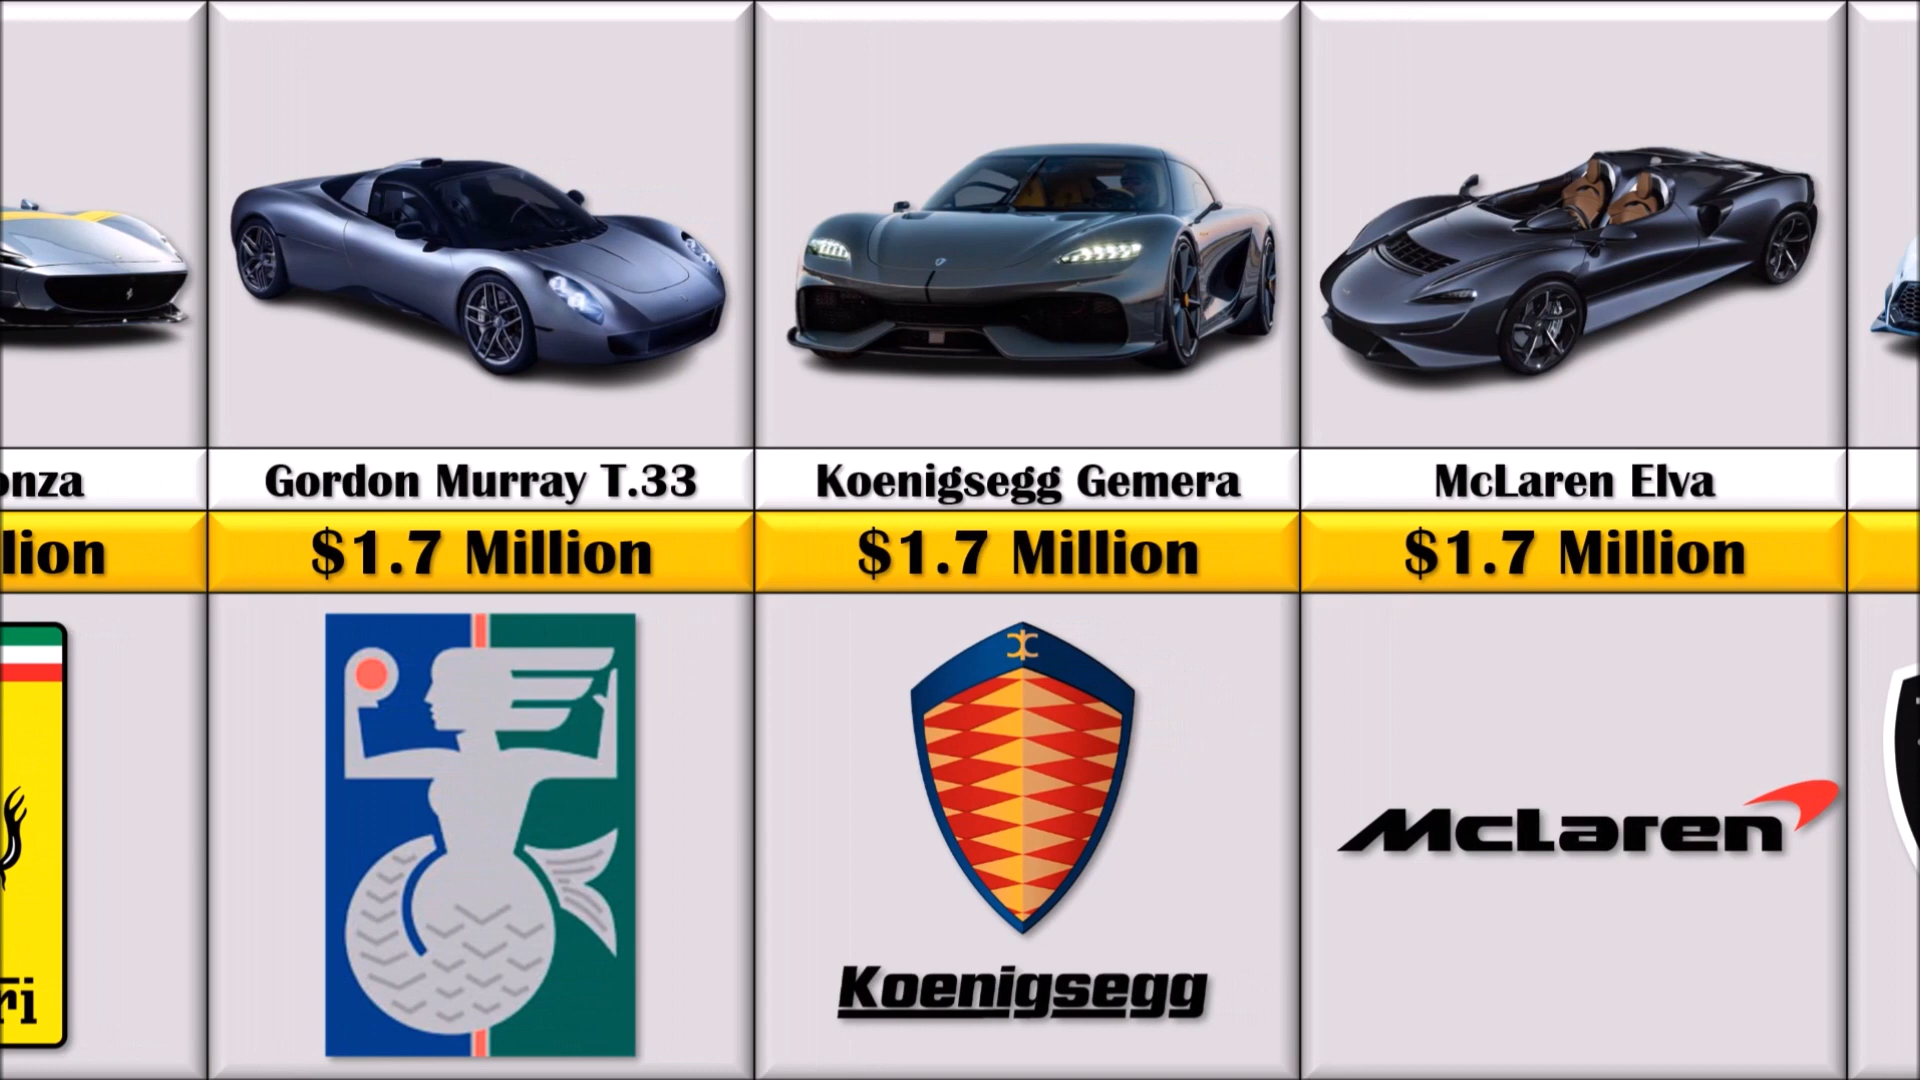 onza
Gordon Murray T.33
Koenigsegg Gemera
McLaren Elva
lion
$1.7 Million
$1.7 Million
$1.7 Million
ri
Koenigsegg
McLaren